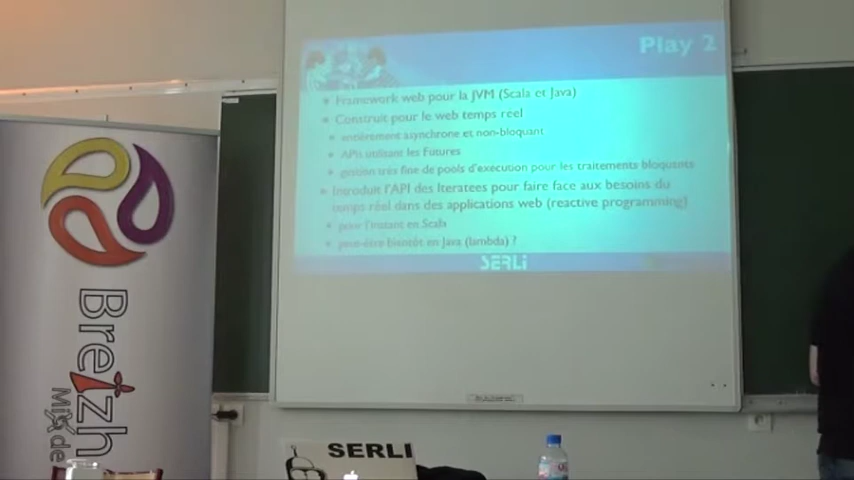 Play 2
Framework web pour la JVM (Scala et Java)
Construit pour le web temps réel
entièrement asynchrone et non-bloquant
APIs utilisant les Futures
gestion très fine de pools d'execution pour les traitements bloquants
Introduit l'API des Iteratees pour faire face aux besoins du
temps réel dans des applications web (reactive programming)
pour l'instant en Scala
peut-être bientôt en Java (lambda) ?
SERLI
Breizh
Mix de
SERLI